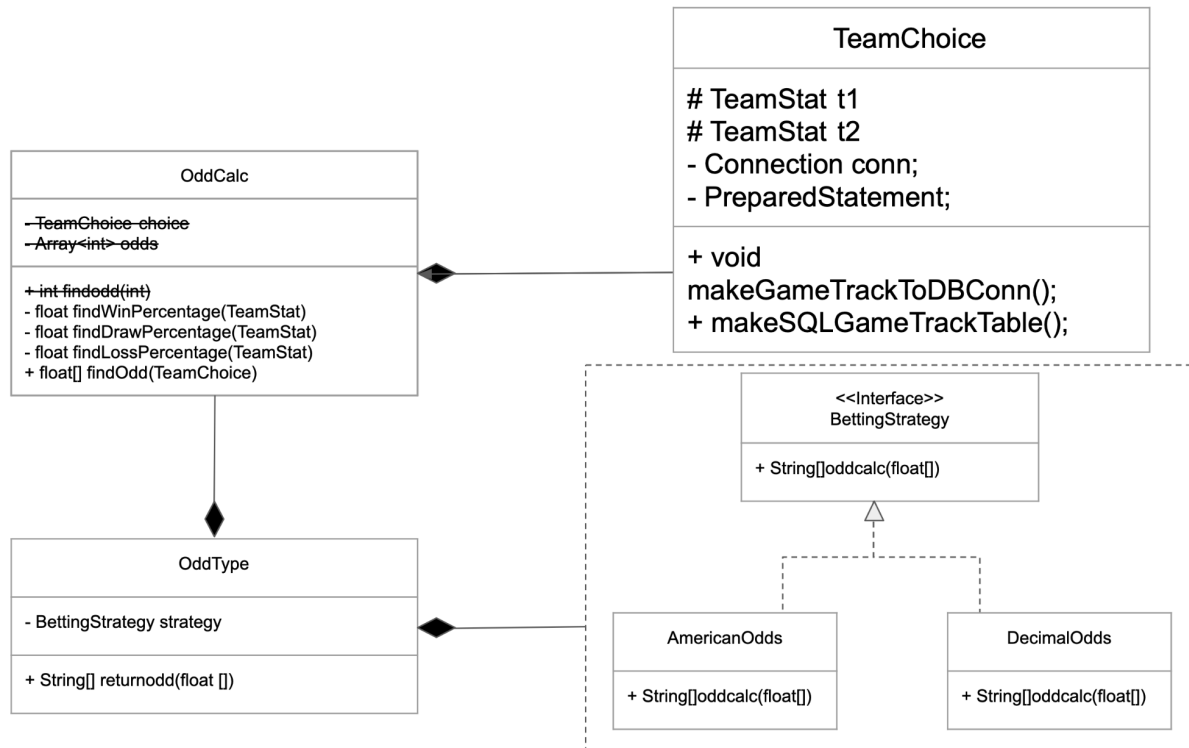 TeamChoice
# TeamStat t1
# TeamStat t2
- Connection conn;
- PreparedStatement;
+ void
makeGameTrackToDBConn();
+ makeSQLGameTrackTable();
OddCalc
- TeamChoice choice
- Array<int> odds
+ int findodd(int)
- float findWinPercentage(TeamStat)
- float findDrawPercentage(TeamStat)
- float findLossPercentage(TeamStat)
+ float[] findOdd(TeamChoice)
<<Interface>>
BettingStrategy
+ String[]oddcalc(float[])
OddType
- BettingStrategy strategy
+ String[] returnodd(float [])
AmericanOdds
+ String[]oddcalc(float[])
DecimalOdds
+ String[]oddcalc(float[])